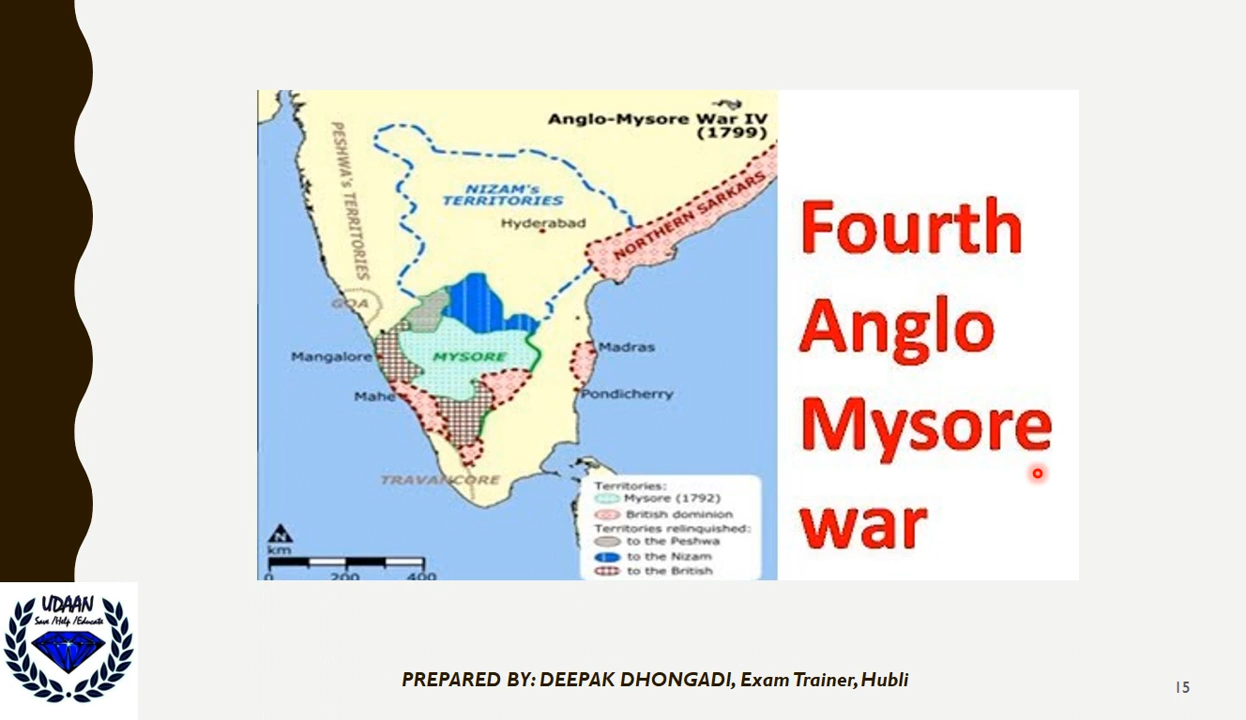 Anglo-Mysore War IV
(1799)
PESHWA's TERRITORIES
NIZAM's
TERRITORIES
Hyderabad
NORTHERN SARKARS
GOA
Mangalore
MYSORE
Madras
Mahe
Pondicherry
TRAVANCORE
Territories:
Mysore (1792)
British dominion
Territories relinquished:
to the Peshwa
to the Nizam
to the British
N
km
0 200 400
Fourth
Anglo
Mysore
war
UDAAN
Save /Help /Educate
PREPARED BY: DEEPAK DHONGADI, Exam Trainer, Hubli
15